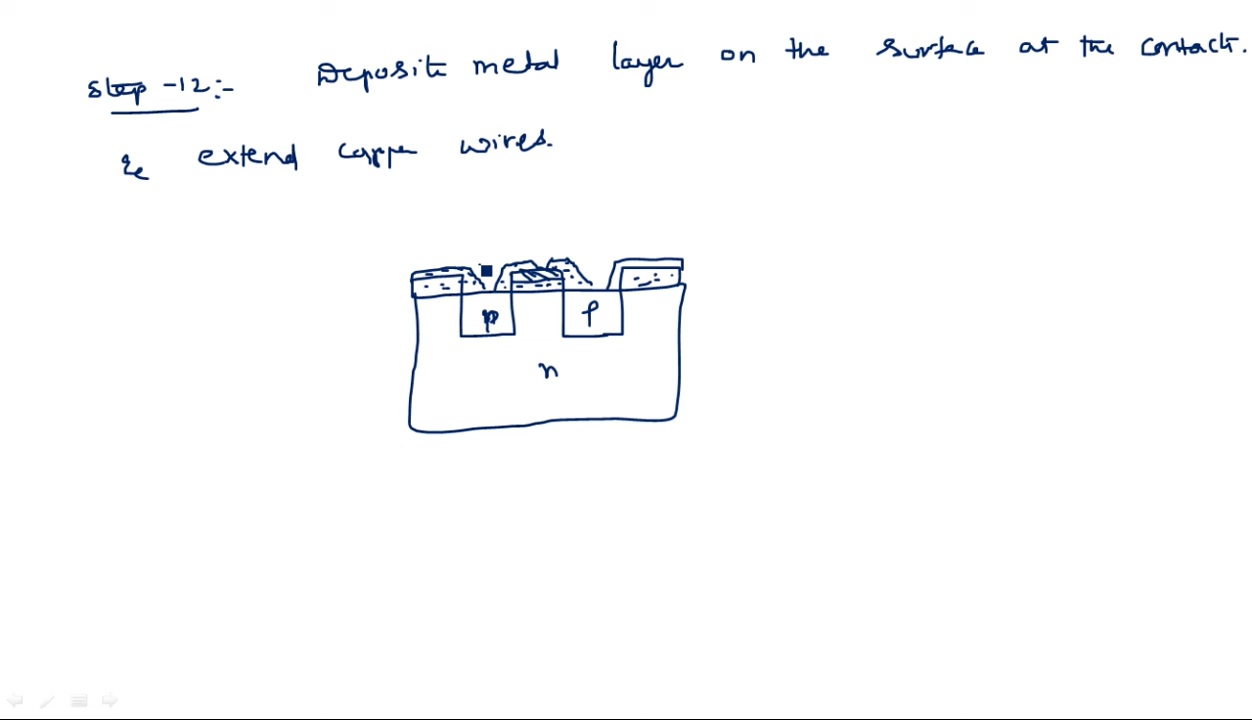 Step -12:- Deposite metal layer on the surface at the contact.
& extend copper wires.
p p
n